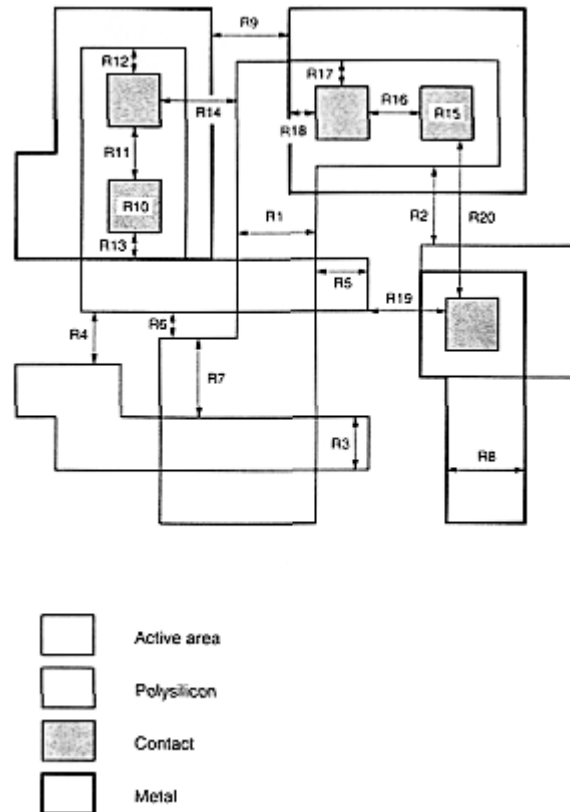 R9
R12
R17
R14
R16
R15
R18
R11
R10
R1
R2
R20
R13
R5
R19
R6
R4
R7
R3
R8
Active area
Polysilicon
Contact
Metal